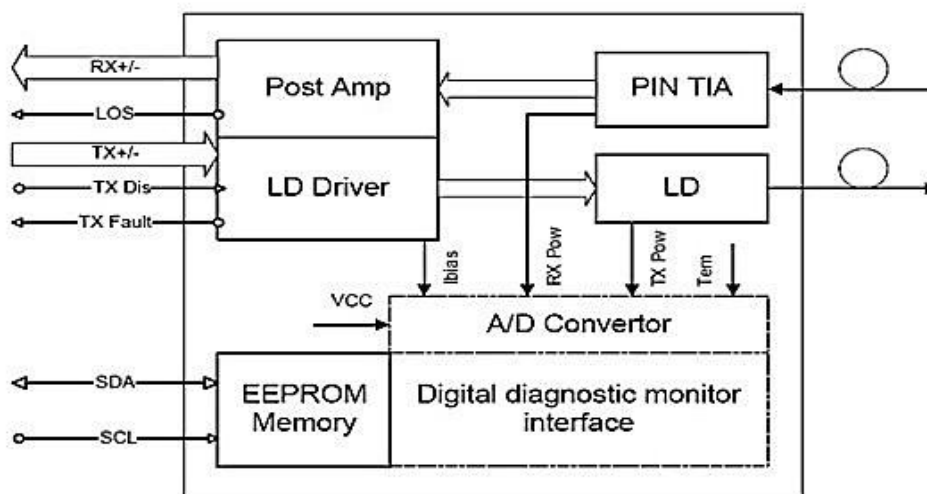 RX+/-
Post Amp
PIN TIA
LOS
TX+/-
TX Dis
LD Driver
LD
TX Fault
Ibias
RX Pow
TX Pow
Tem
VCC
A/D Convertor
SDA
EEPROM
Memory
Digital diagnostic monitor
interface
SCL